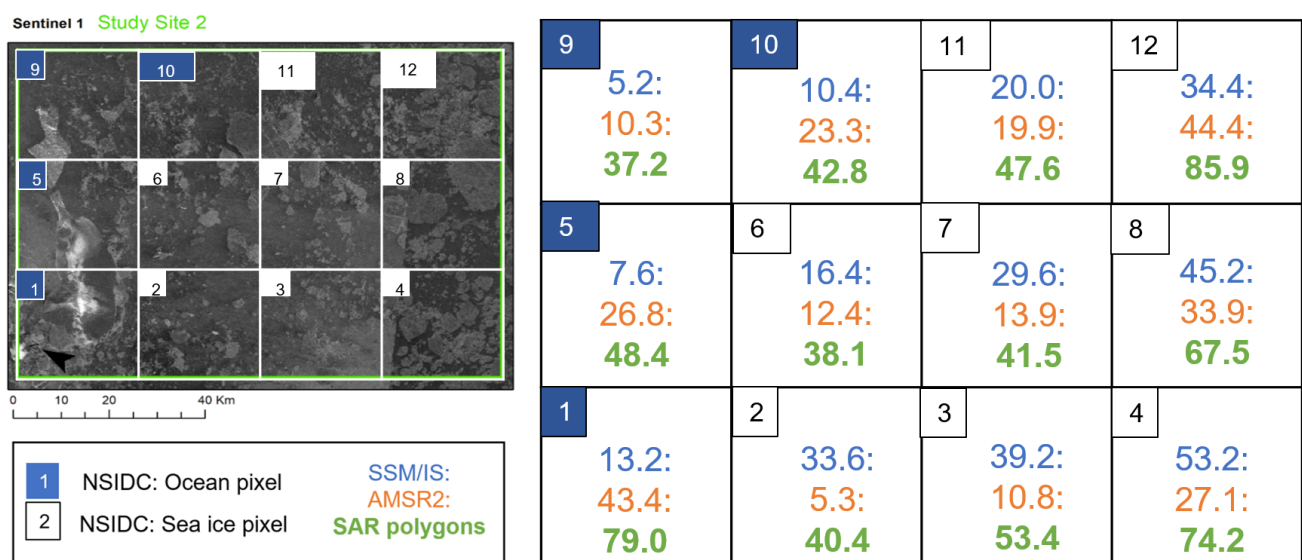 Sentinel 1 Study Site 2
9 10 11 12
5 6 7 8
1 2 3 4
0 10 20 40 Km
1 NSIDC: Ocean pixel
2 NSIDC: Sea ice pixel
SSM/IS:
AMSR2:
SAR polygons
9 10 11 12
5.2: 10.4: 20.0: 34.4:
10.3: 23.3: 19.9: 44.4:
37.2 42.8 47.6 85.9
5 6 7 8
7.6: 16.4: 29.6: 45.2:
26.8: 12.4: 13.9: 33.9:
48.4 38.1 41.5 67.5
1 2 3 4
13.2: 33.6: 39.2: 53.2:
43.4: 5.3: 10.8: 27.1:
79.0 40.4 53.4 74.2